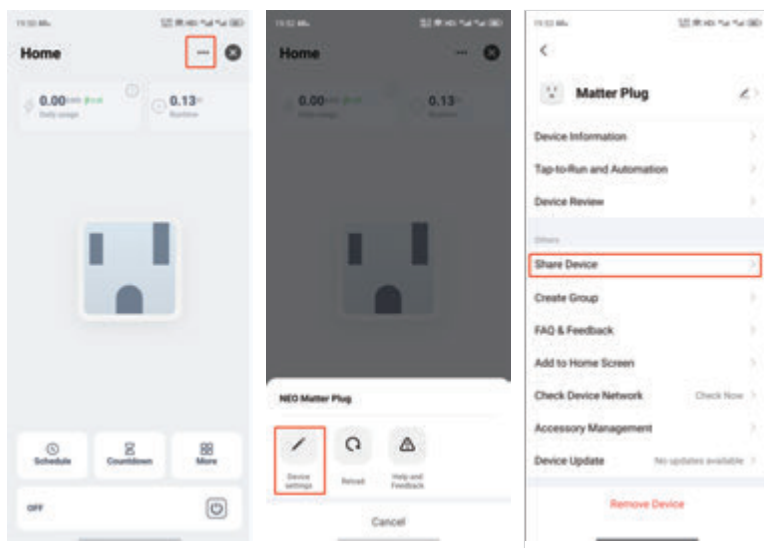 Home
0.00
0.13
Daily usage
Runtime
Schedule
Countdown
More
OFF
Home
0.00
0.13
NEO Matter Plug
Device settings
Reload
Help and Feedback
Cancel
Matter Plug
Device Information
Tap-to-Run and Automation
Device Review
Others
Share Device
Create Group
FAQ & Feedback
Add to Home Screen
Check Device Network Check Now
Accessory Management
Device Update No updates available
Remove Device